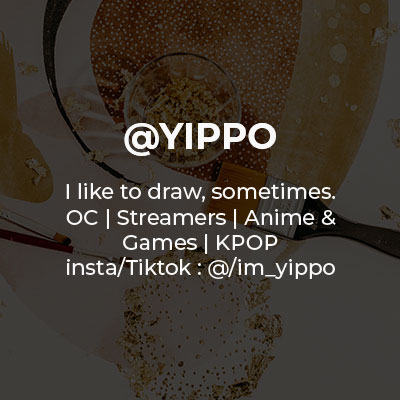 @YIPPO
I like to draw, sometimes.
OC | Streamers | Anime &
Games | KPOP
insta/Tiktok : @/im_yippo